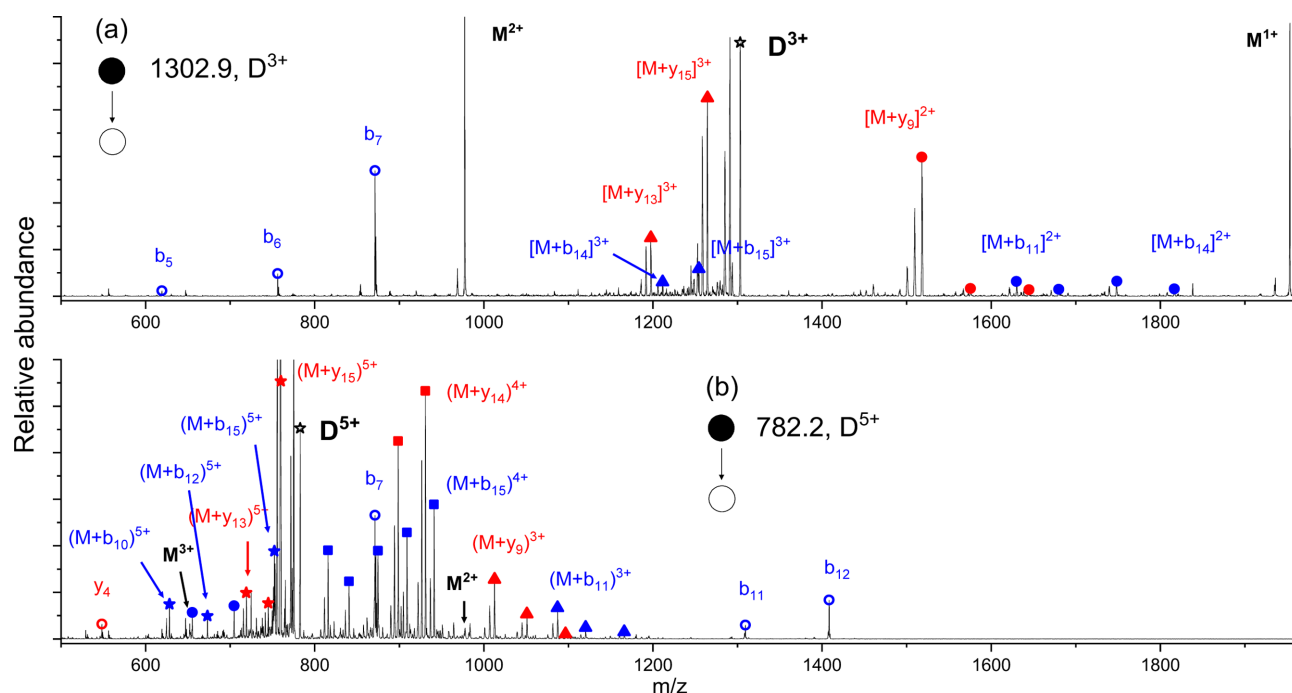 (a)
1302.9, D³⁺
M²⁺
D³⁺
M¹⁺
[M+y₁₅]³⁺
[M+y₉]²⁺
b₇
[M+y₁₃]³⁺
b₅
b₆
[M+b₁₄]³⁺
[M+b₁₅]³⁺
[M+b₁₁]²⁺
[M+b₁₄]²⁺
600 800 1000 1200 1400 1600 1800
Relative abundance
(M+y₁₅)⁵⁺
(M+y₁₄)⁴⁺
(b)
782.2, D⁵⁺
(M+b₁₅)⁵⁺
D⁵⁺
(M+b₁₂)⁵⁺
b₇
(M+b₁₅)⁴⁺
(M+y₁₃)⁵⁺
(M+b₁₀)⁵⁺
M³⁺
(M+y₉)³⁺
y₄
M²⁺
(M+b₁₁)³⁺
b₁₁
b₁₂
600 800 1000 1200 1400 1600 1800
m/z